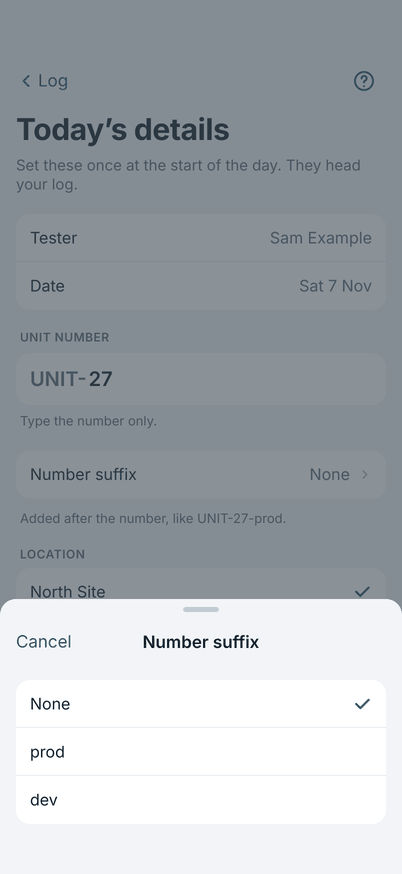 Log
Today’s details
Set these once at the start of the day. They head
your log.
Tester Sam Example
Date Sat 7 Nov
UNIT NUMBER
UNIT-27
Type the number only.
Number suffix None
Added after the number, like UNIT-27-prod.
LOCATION
North Site
Cancel Number suffix
None
prod
dev